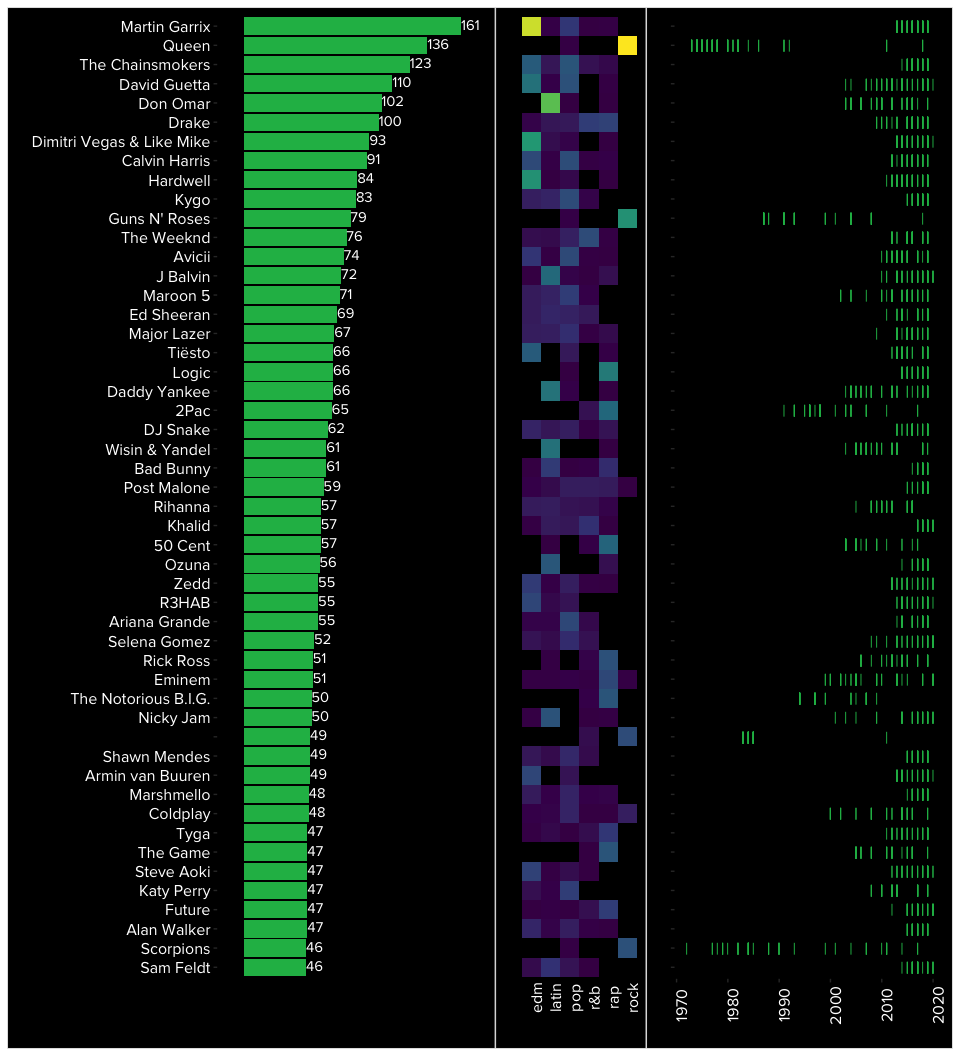 Martin Garrix 161
Queen 136
The Chainsmokers 123
David Guetta 110
Don Omar 102
Drake 100
Dimitri Vegas & Like Mike 93
Calvin Harris 91
Hardwell 84
Kygo 83
Guns N' Roses 79
The Weeknd 76
Avicii 74
J Balvin 72
Maroon 5 71
Ed Sheeran 69
Major Lazer 67
Tiësto 66
Logic 66
Daddy Yankee 66
2Pac 65
DJ Snake 62
Wisin & Yandel 61
Bad Bunny 61
Post Malone 59
Rihanna 57
Khalid 57
50 Cent 57
Ozuna 56
Zedd 55
R3HAB 55
Ariana Grande 55
Selena Gomez 52
Rick Ross 51
Eminem 51
The Notorious B.I.G. 50
Nicky Jam 50
49
Shawn Mendes 49
Armin van Buuren 49
Marshmello 48
Coldplay 48
Tyga 47
The Game 47
Steve Aoki 47
Katy Perry 47
Future 47
Alan Walker 47
Scorpions 46
Sam Feldt 46
edm latin pop r&b rap rock
1970 1980 1990 2000 2010 2020